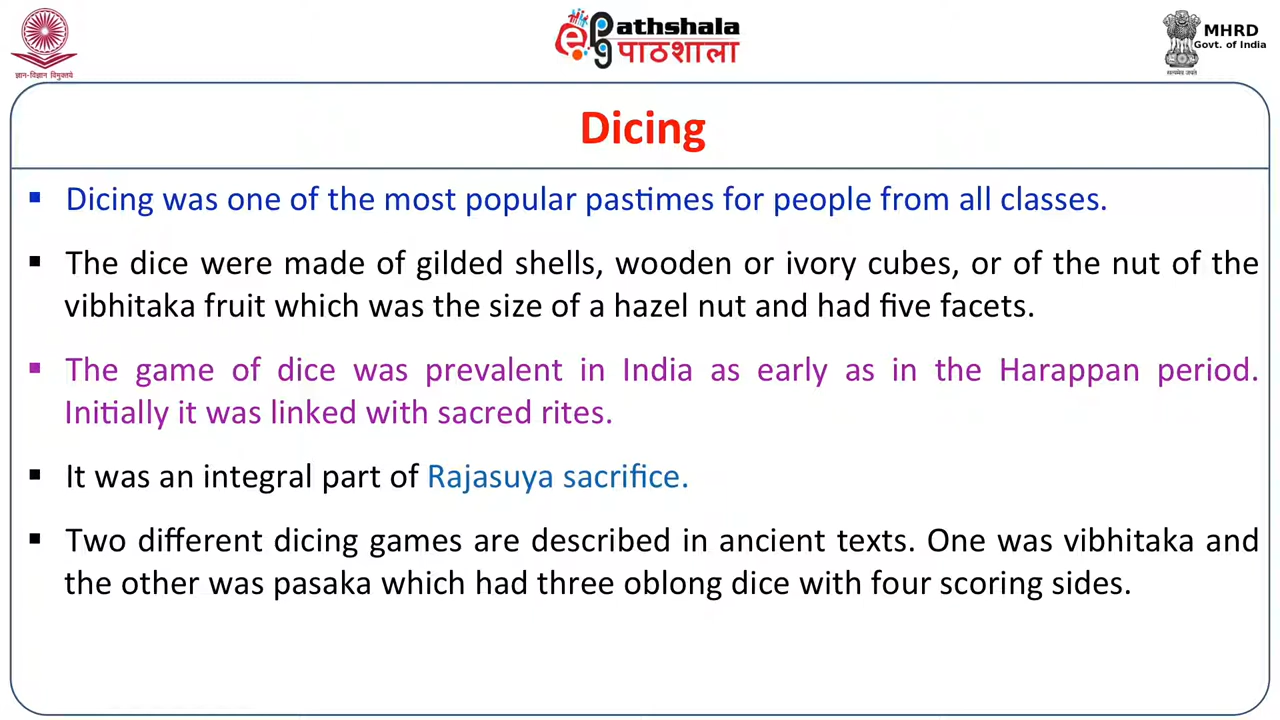 ePathshala
पाठशाला
MHRD
Govt. of India
ज्ञान-विज्ञान विमुक्तये
सत्यमेव जयते
Dicing
▪ Dicing was one of the most popular pastimes for people from all classes.
▪ The dice were made of gilded shells, wooden or ivory cubes, or of the nut of the
vibhitaka fruit which was the size of a hazel nut and had five facets.
▪ The game of dice was prevalent in India as early as in the Harappan period.
Initially it was linked with sacred rites.
▪ It was an integral part of Rajasuya sacrifice.
▪ Two different dicing games are described in ancient texts. One was vibhitaka and
the other was pasaka which had three oblong dice with four scoring sides.